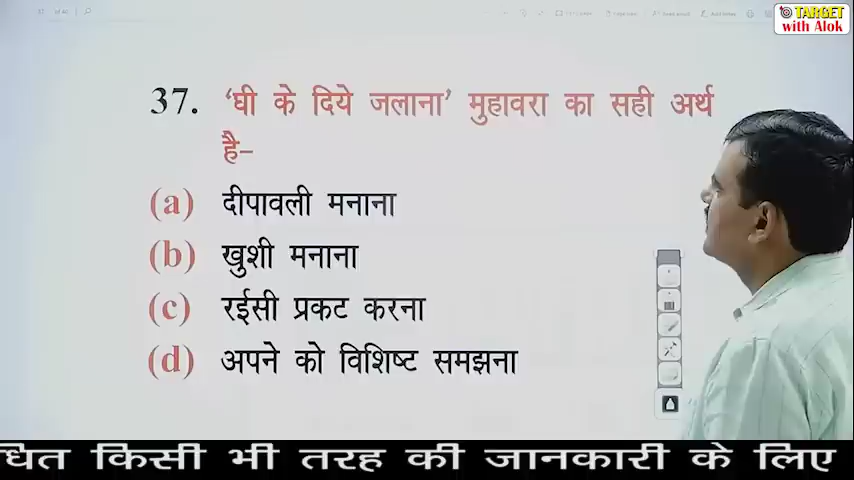 TARGET
with Alok
37. 'घी के दिये जलाना' मुहावरा का सही अर्थ
है-
(a) दीपावली मनाना
(b) खुशी मनाना
(c) रईसी प्रकट करना
(d) अपने को विशिष्ट समझना
धित किसी भी तरह की जानकारी के लिए